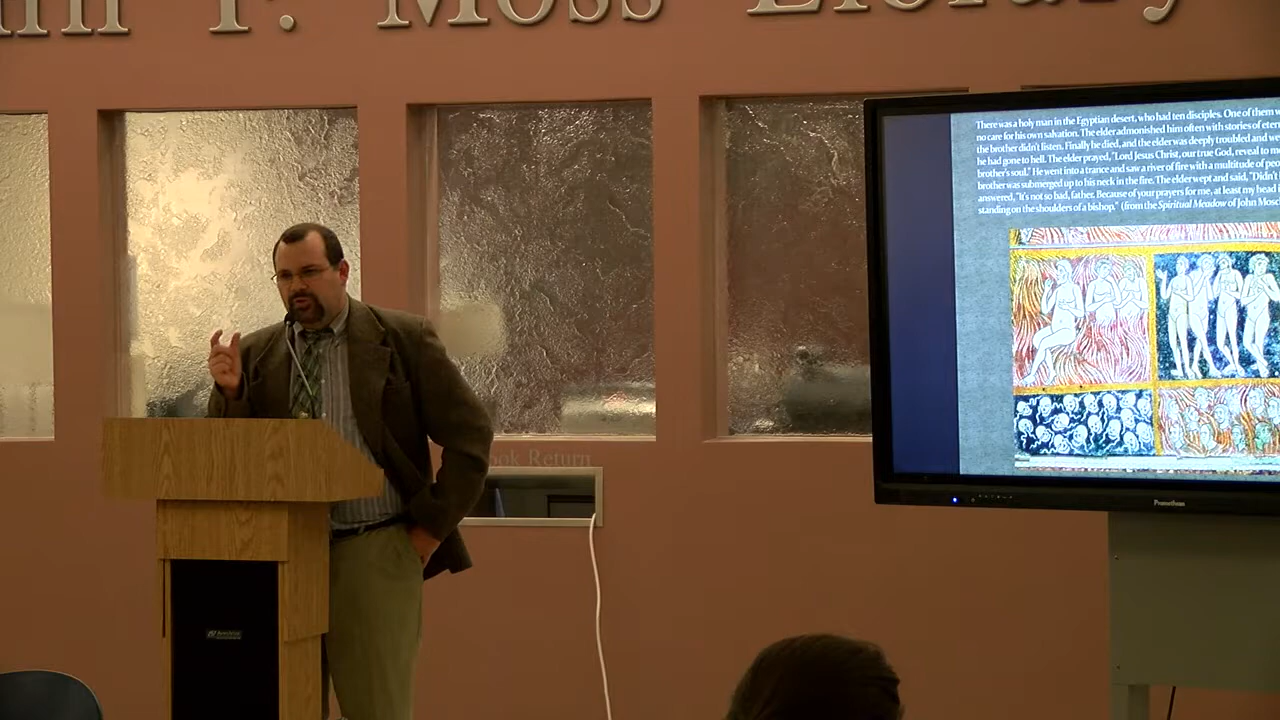 F. Moss Library
There was a holy man in the Egyptian desert, who had ten disciples. One of them
no care for his own salvation. The elder admonished him often with stories of
the brother didn't listen. Finally he died, and the elder was deeply troubled and
he had gone to hell. The elder prayed, "Lord Jesus Christ, our true God, reveal to
brother's soul." He went into a trance and saw a river of fire with a multitude of
brother was submerged up to his neck in the fire. The elder wept and said, "Didn't
answered, "It's not so bad, father. Because of your prayers for me, at least my head
standing on the shoulders of a bishop." (from the Spiritual Meadow of John
ook Return
Promethean